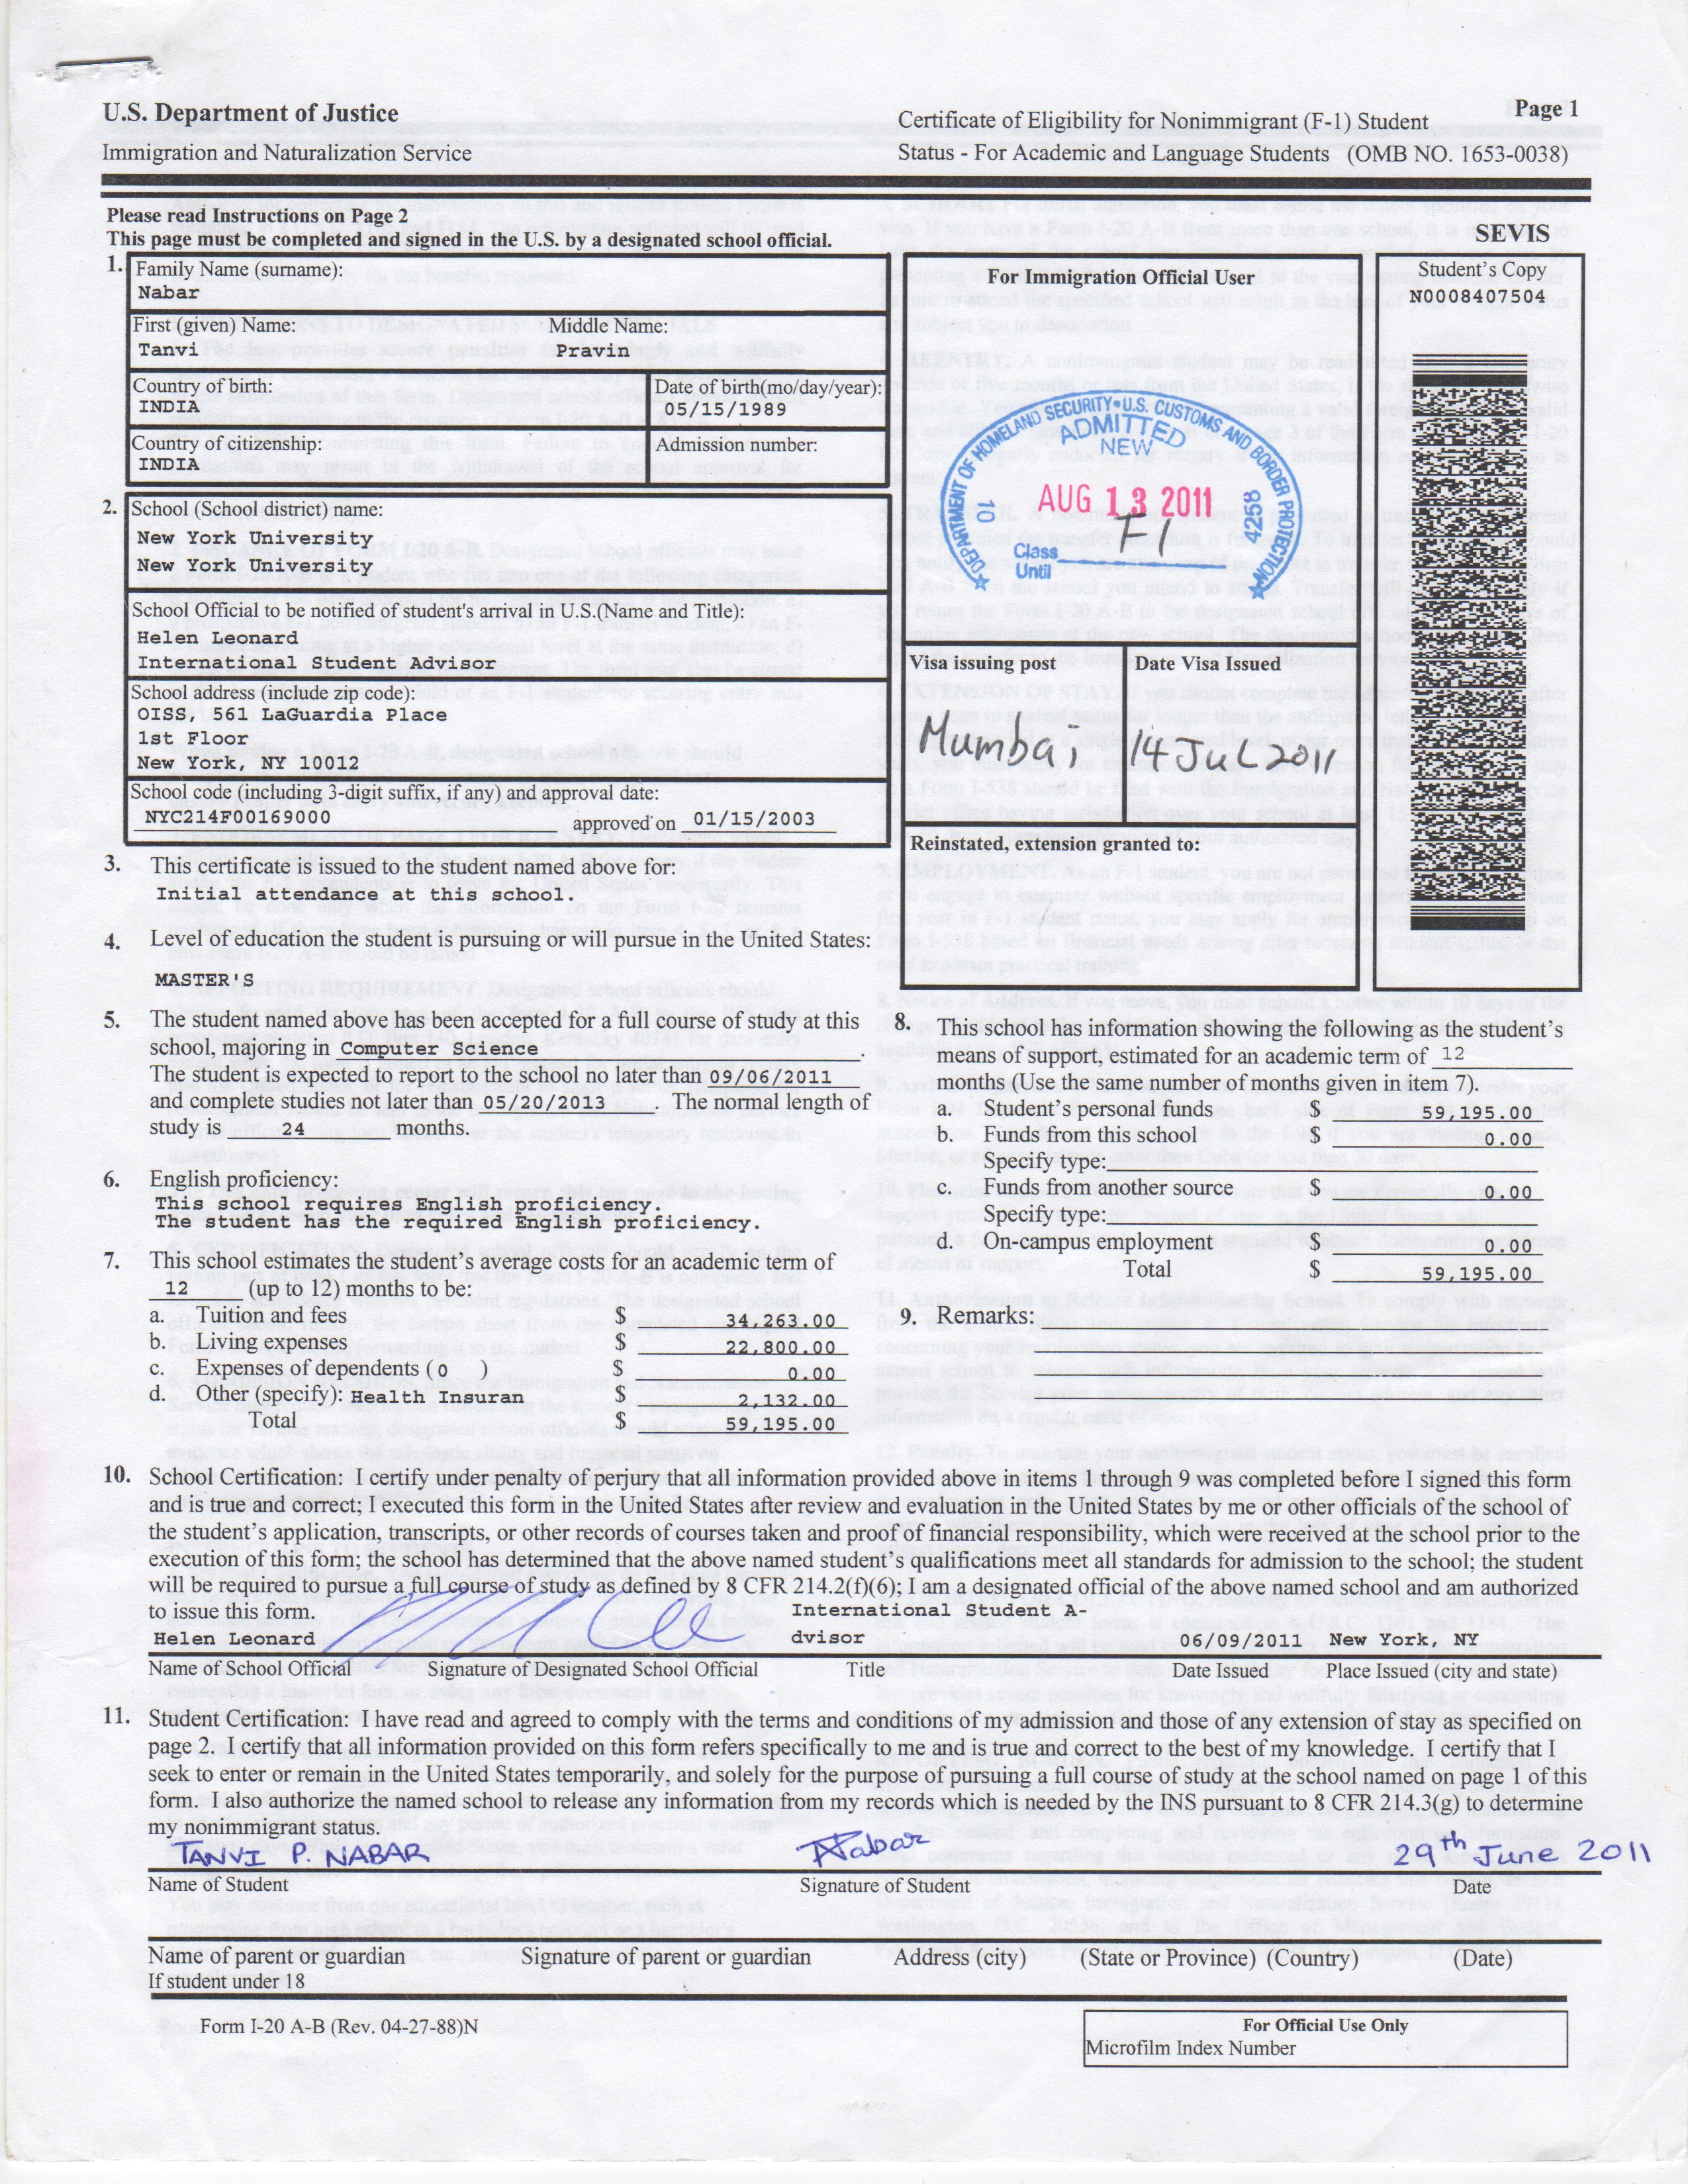 U.S. Department of Justice
Immigration and Naturalization Service
Page 1
Certificate of Eligibility for Nonimmigrant (F-1) Student
Status - For Academic and Language Students (OMB NO. 1653-0038)
Please read Instructions on Page 2
This page must be completed and signed in the U.S. by a designated school official.
SEVIS
1. Family Name (surname):
Nabar
First (given) Name: Middle Name:
Tanvi Pravin
Country of birth: Date of birth(mo/day/year):
INDIA 05/15/1989
Country of citizenship: Admission number:
INDIA
For Immigration Official User
DEPARTMENT OF HOMELAND SECURITY • U.S. CUSTOMS AND BORDER PROTECTION
ADMITTED
NEW
10 AUG 13 2011 4258
Class F1
Until
Visa issuing post Date Visa Issued
Mumbai 14 Jul 2011
Reinstated, extension granted to:
Student's Copy
N0008407504
2. School (School district) name:
New York University
New York University
School Official to be notified of student's arrival in U.S.(Name and Title):
Helen Leonard
International Student Advisor
School address (include zip code):
OISS, 561 LaGuardia Place
1st Floor
New York, NY 10012
School code (including 3-digit suffix, if any) and approval date:
NYC214F00169000 approved on 01/15/2003
3. This certificate is issued to the student named above for:
Initial attendance at this school.
4. Level of education the student is pursuing or will pursue in the United States:
MASTER'S
5. The student named above has been accepted for a full course of study at this
school, majoring in Computer Science .
The student is expected to report to the school no later than 09/06/2011
and complete studies not later than 05/20/2013 . The normal length of
study is 24 months.
6. English proficiency:
This school requires English proficiency.
The student has the required English proficiency.
7. This school estimates the student's average costs for an academic term of
12 (up to 12) months to be:
a. Tuition and fees $ 34,263.00
b. Living expenses $ 22,800.00
c. Expenses of dependents (0 ) $ 0.00
d. Other (specify): Health Insuran $ 2,132.00
Total $ 59,195.00
8. This school has information showing the following as the student's
means of support, estimated for an academic term of 12
months (Use the same number of months given in item 7).
a. Student's personal funds $ 59,195.00
b. Funds from this school $ 0.00
Specify type:
c. Funds from another source $ 0.00
Specify type:
d. On-campus employment $ 0.00
Total $ 59,195.00
9. Remarks:
10. School Certification: I certify under penalty of perjury that all information provided above in items 1 through 9 was completed before I signed this form
and is true and correct; I executed this form in the United States after review and evaluation in the United States by me or other officials of the school of
the student's application, transcripts, or other records of courses taken and proof of financial responsibility, which were received at the school prior to the
execution of this form; the school has determined that the above named student's qualifications meet all standards for admission to the school; the student
will be required to pursue a full course of study as defined by 8 CFR 214.2(f)(6); I am a designated official of the above named school and am authorized
to issue this form.
International Student A-
Helen Leonard dvisor 06/09/2011 New York, NY
Name of School Official Signature of Designated School Official Title Date Issued Place Issued (city and state)
11. Student Certification: I have read and agreed to comply with the terms and conditions of my admission and those of any extension of stay as specified on
page 2. I certify that all information provided on this form refers specifically to me and is true and correct to the best of my knowledge. I certify that I
seek to enter or remain in the United States temporarily, and solely for the purpose of pursuing a full course of study at the school named on page 1 of this
form. I also authorize the named school to release any information from my records which is needed by the INS pursuant to 8 CFR 214.3(g) to determine
my nonimmigrant status.
TANVI P. NABAR Nabar 29th June 2011
Name of Student Signature of Student Date
Name of parent or guardian Signature of parent or guardian Address (city) (State or Province) (Country) (Date)
If student under 18
Form I-20 A-B (Rev. 04-27-88)N
For Official Use Only
Microfilm Index Number